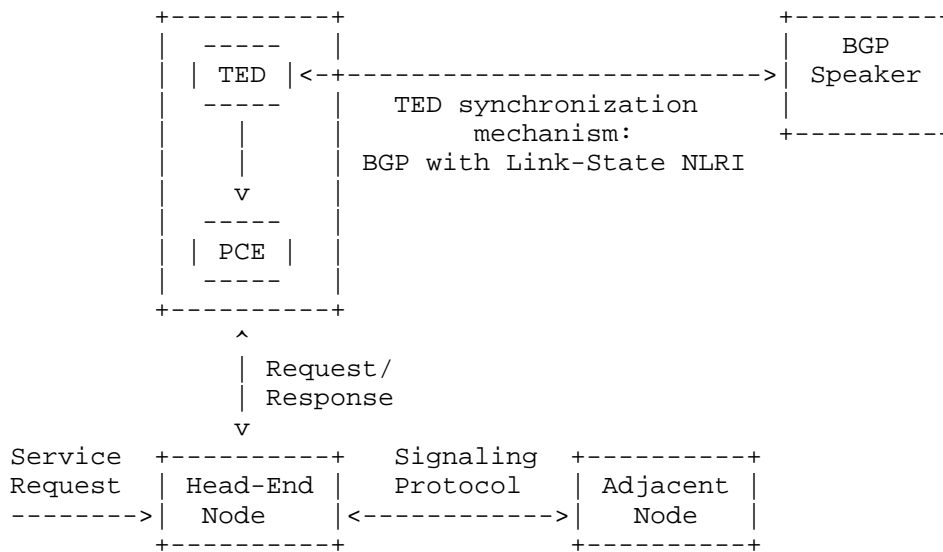 BGP
TED Speaker
TED synchronization
mechanism:
BGP with Link-State NLRI
PCE
Request/
Response
Service Signaling
Request Head-End Protocol Adjacent
Node Node